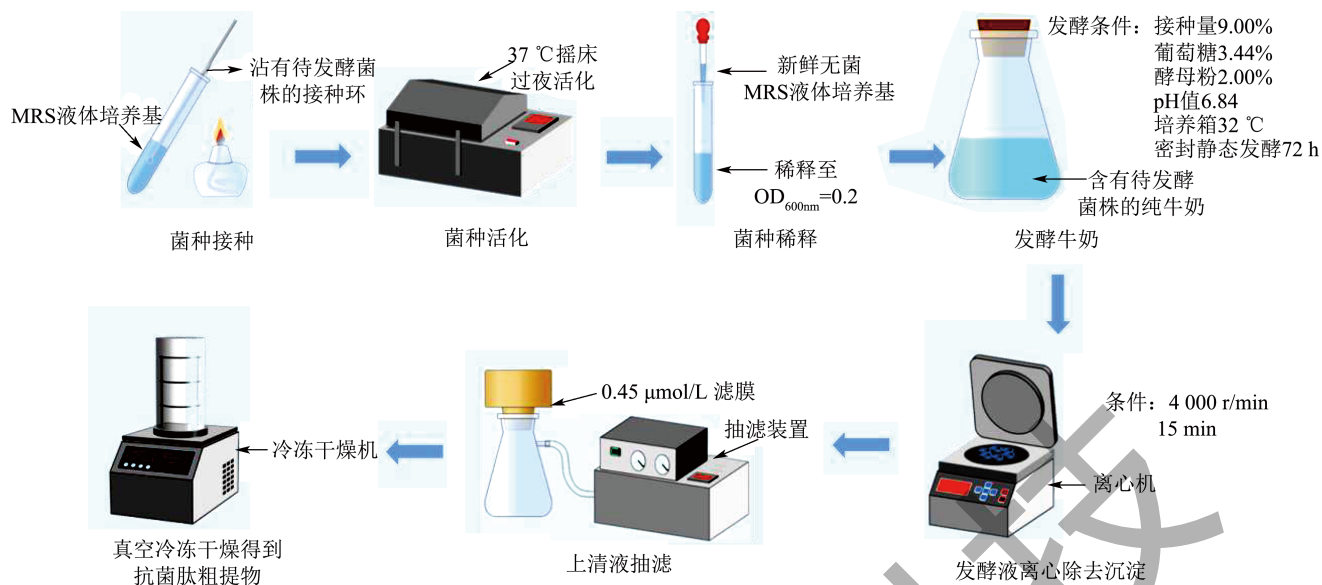 沾有待发酵菌
株的接种环
MRS液体培养基
菌种接种
37 ℃摇床
过夜活化
菌种活化
新鲜无菌
MRS液体培养基
稀释至
OD600nm=0.2
菌种稀释
发酵条件：接种量9.00%
葡萄糖3.44%
酵母粉2.00%
pH值6.84
培养箱32 ℃
密封静态发酵72 h
含有待发酵
菌株的纯牛奶
发酵牛奶
条件：4 000 r/min
15 min
离心机
发酵液离心除去沉淀
0.45 μmol/L 滤膜
抽滤装置
上清液抽滤
冷冻干燥机
真空冷冻干燥得到
抗菌肽粗提物